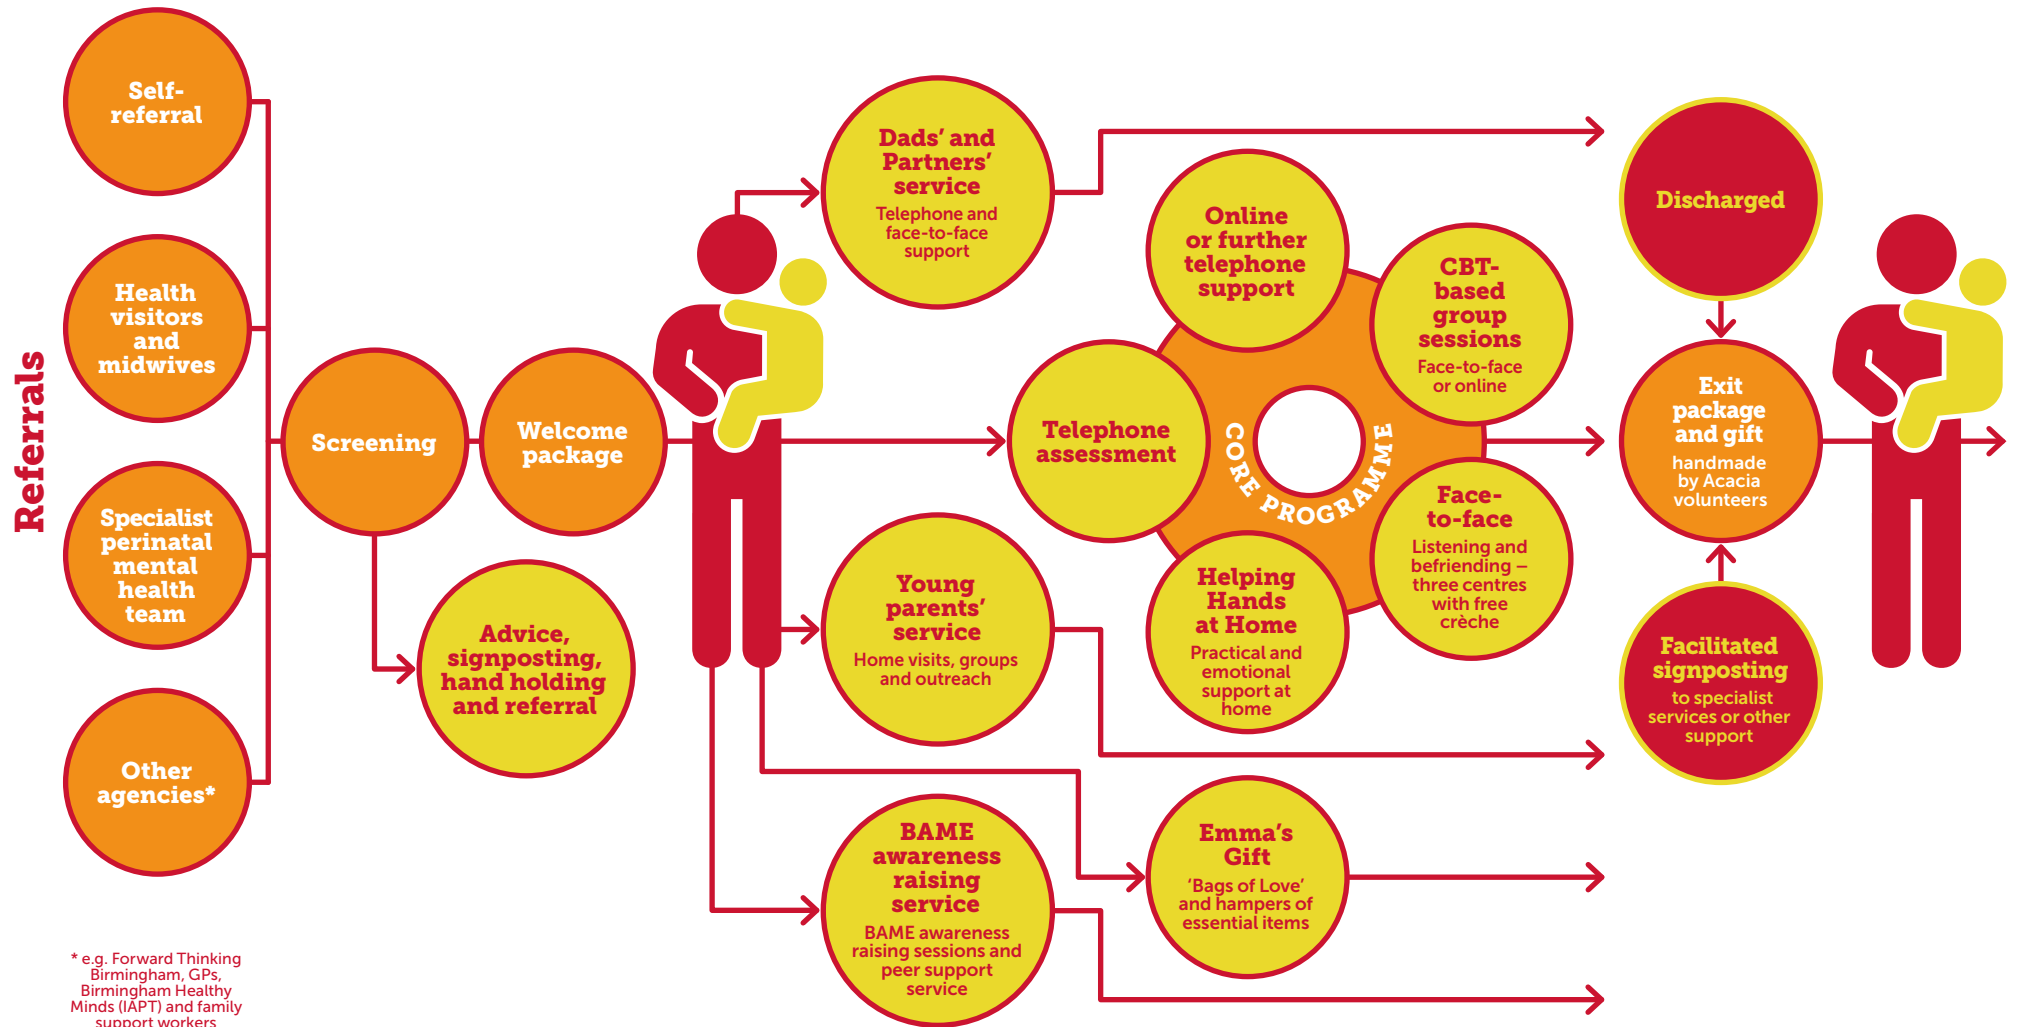 Referrals
Self-
referral
Health
visitors
and
midwives
Specialist
perinatal
mental
health
team
Other
agencies*
* e.g. Forward Thinking
Birmingham, GPs,
Birmingham Healthy
Minds (IAPT) and family
support workers
Screening
Advice,
signposting,
hand holding
and referral
Welcome
package
Dads’ and
Partners’
service
Telephone and
face-to-face
support
Young
parents’
service
Home visits, groups
and outreach
BAME
awareness
raising
service
BAME awareness
raising sessions and
peer support
service
Telephone
assessment
CORE PROGRAMME
Online
or further
telephone
support
CBT-
based
group
sessions
Face-to-face
or online
Face-
to-face
Listening and
befriending –
three centres
with free
crèche
Helping
Hands
at Home
Practical and
emotional
support at
home
Emma’s
Gift
‘Bags of Love’
and hampers of
essential items
Discharged
Exit
package
and gift
handmade
by Acacia
volunteers
Facilitated
signposting
to specialist
services or other
support